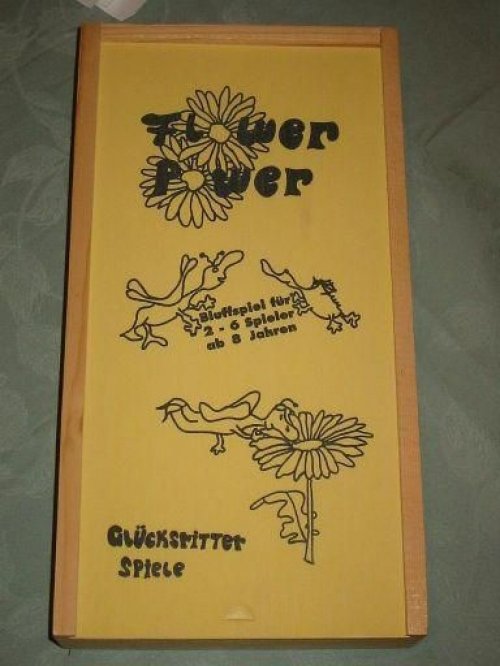 Flower
Power
Bluffspiel für
2 - 6 Spieler
ab 8 Jahren
GLÜCKSRITTER
SPIELE